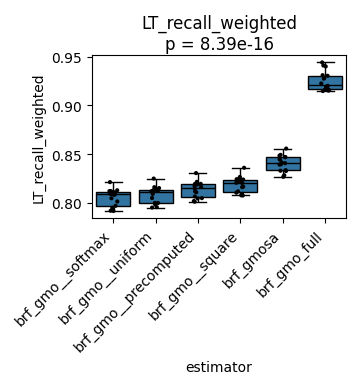 LT_recall_weighted
p = 8.39e-16
LT_recall_weighted
0.95
0.90
0.85
0.80
brf_gmo__softmax
brf_gmo__uniform
brf_gmo__precomputed
brf_gmo__square
brf_gmosa
brf_gmo_full
estimator